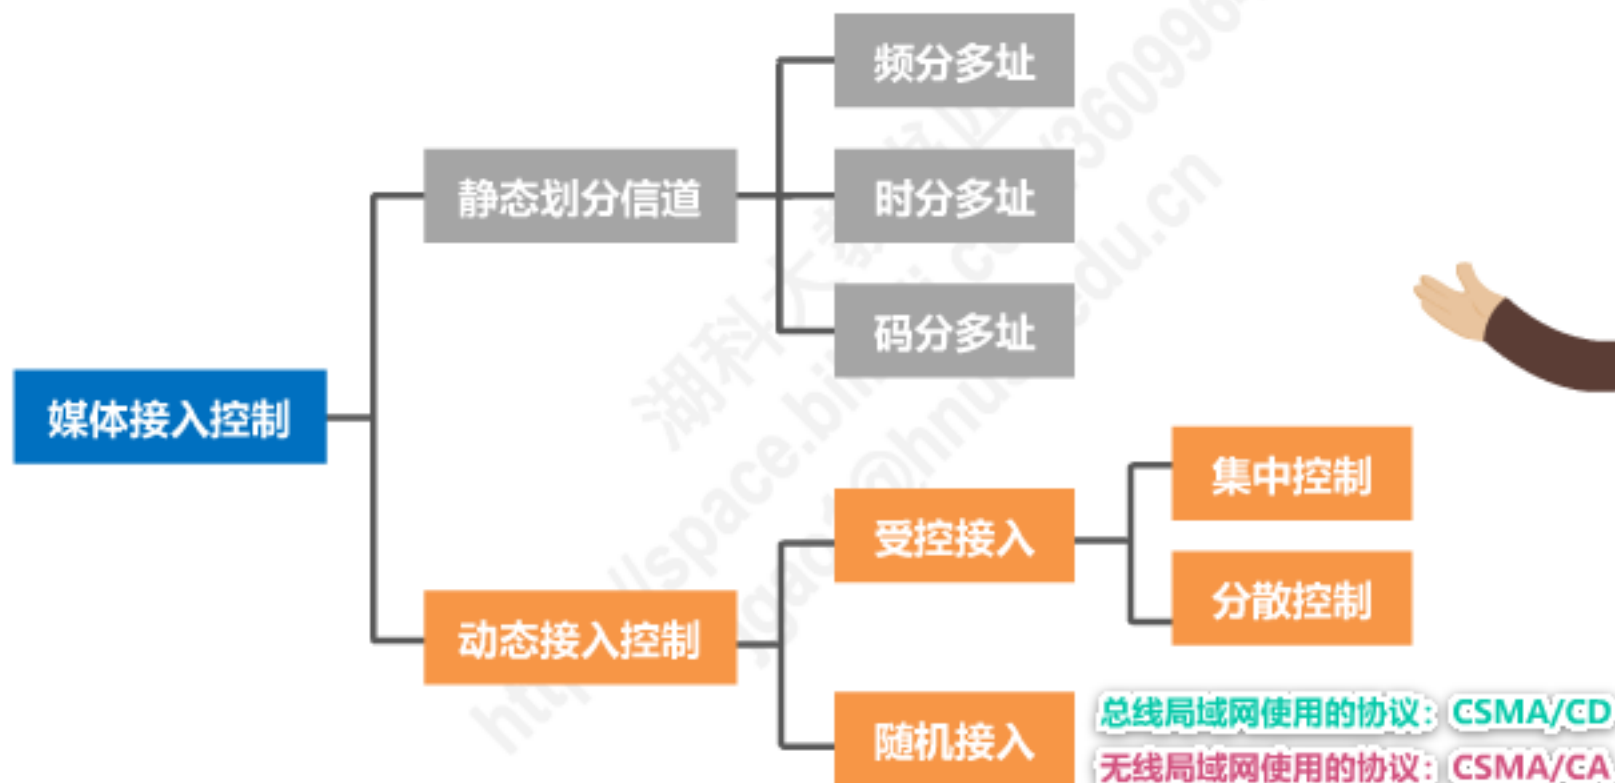 频分多址
静态划分信道
时分多址
码分多址
媒体接入控制
集中控制
受控接入
分散控制
动态接入控制
随机接入
总线局域网使用的协议：CSMA/CD
无线局域网使用的协议：CSMA/CA